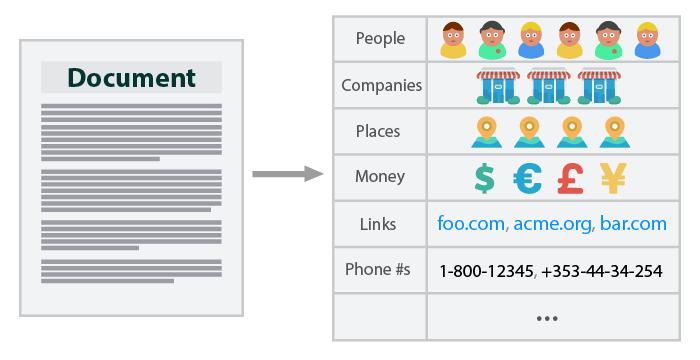 Document
People
Companies
Places
Money $ € £ ¥
Links foo.com, acme.org, bar.com
Phone #s 1-800-12345, +353-44-34-254
...